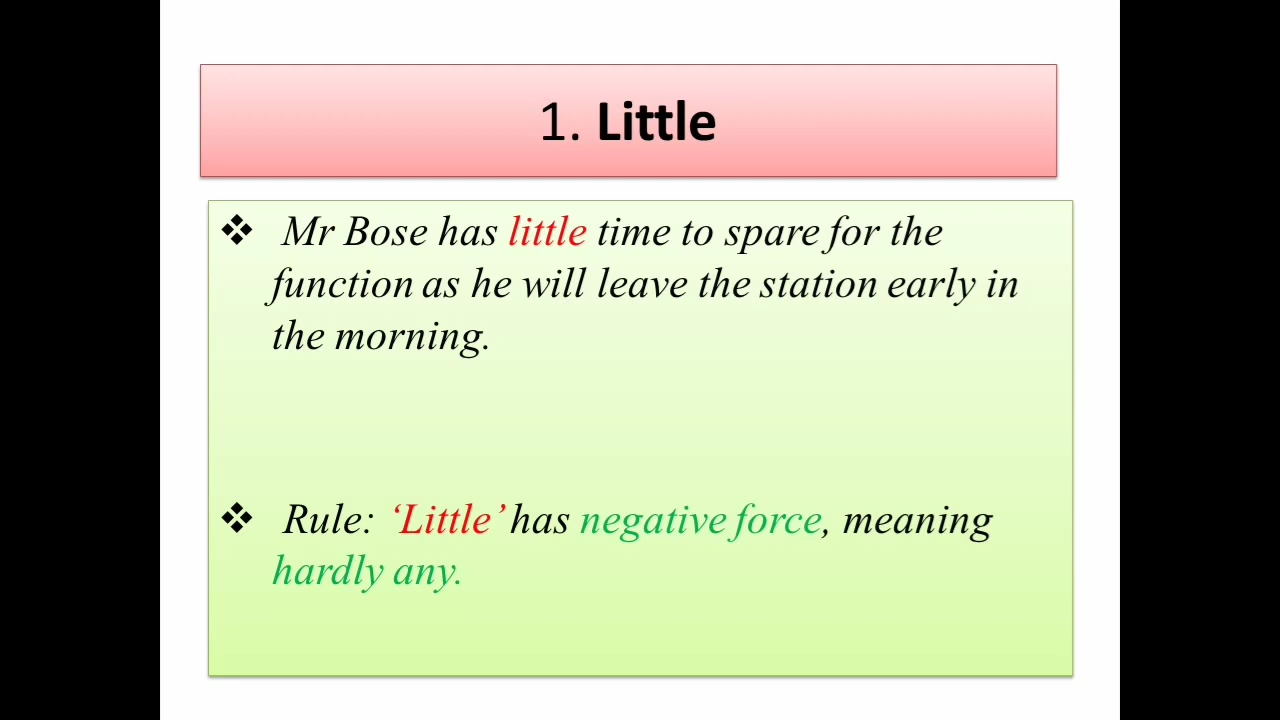 1. Little
❖ Mr Bose has little time to spare for the
function as he will leave the station early in
the morning.
❖ Rule: ‘Little’ has negative force, meaning
hardly any.